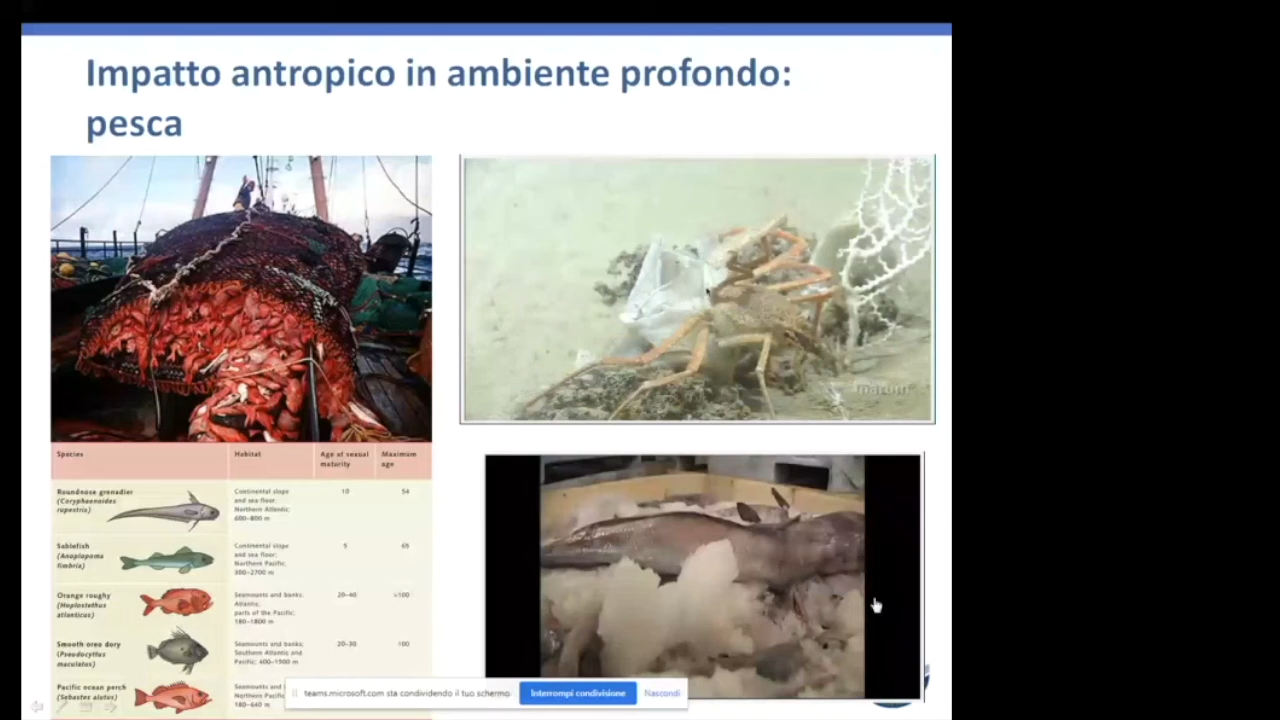 Impatto antropico in ambiente profondo:
pesca
marum
Species Habitat Age of sexual maturity Maximum age
Roundnose grenadier
(Coryphaenoides
rupestris)
Continental slope
and sea floor;
Northern Atlantic;
600–800 m
10
54
Sablefish
(Anoplopoma
fimbria)
Continental slope
and sea floor;
Northern Pacific;
300–2700 m
5
65
Orange roughy
(Hoplostethus
atlanticus)
Seamounts and banks;
Atlantic;
parts of the Pacific;
180–1800 m
20–40
>100
Smooth oreo dory
(Pseudocyttus
maculatus)
Seamounts and banks;
Southern Atlantic and
Pacific; 400–1500 m
20–30
100
Pacific ocean perch
(Sebastes alutus)
Seamounts and
Northern Pacific
180–640 m
teams.microsoft.com sta condividendo il tuo schermo.
Interrompi condivisione
Nascondi